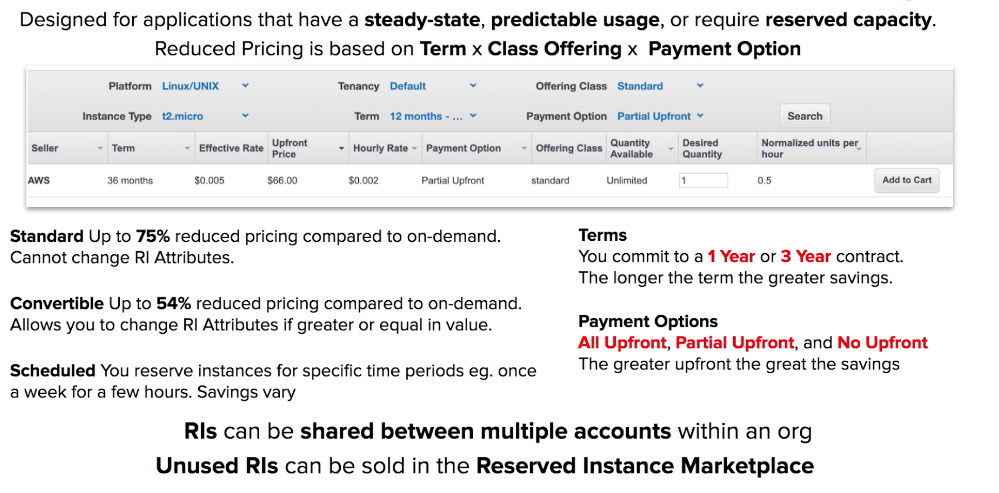 Designed for applications that have a steady-state, predictable usage, or require reserved capacity.
Reduced Pricing is based on Term x Class Offering x Payment Option
Platform Linux/UNIX Tenancy Default Offering Class Standard
Instance Type t2.micro Term 12 months - ... Payment Option Partial Upfront Search
Seller Term Effective Rate Upfront Price Hourly Rate Payment Option Offering Class Quantity Available Desired Quantity Normalized units per hour
AWS 36 months $0.005 $66.00 $0.002 Partial Upfront standard Unlimited 1 0.5 Add to Cart
Standard Up to 75% reduced pricing compared to on-demand.
Cannot change RI Attributes.
Convertible Up to 54% reduced pricing compared to on-demand.
Allows you to change RI Attributes if greater or equal in value.
Scheduled You reserve instances for specific time periods eg. once
a week for a few hours. Savings vary
Terms
You commit to a 1 Year or 3 Year contract.
The longer the term the greater savings.
Payment Options
All Upfront, Partial Upfront, and No Upfront
The greater upfront the great the savings
RIs can be shared between multiple accounts within an org
Unused RIs can be sold in the Reserved Instance Marketplace